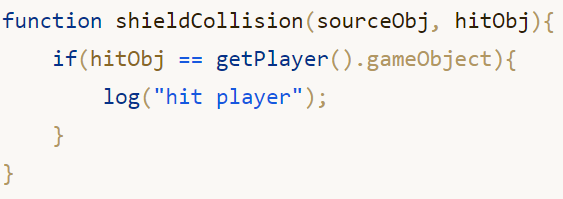 function shieldCollision(sourceObj, hitObj){
    if(hitObj == getPlayer().gameObject){
        log("hit player");
    }
}